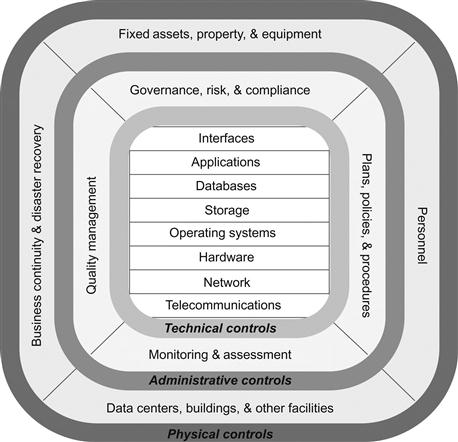 Fixed assets, property, & equipment
Governance, risk, & compliance
Business continuity & disaster recovery
Quality management
Interfaces
Applications
Databases
Storage
Operating systems
Hardware
Network
Telecommunications
Plans, policies, & procedures
Personnel
Technical controls
Monitoring & assessment
Administrative controls
Data centers, buildings, & other facilities
Physical controls